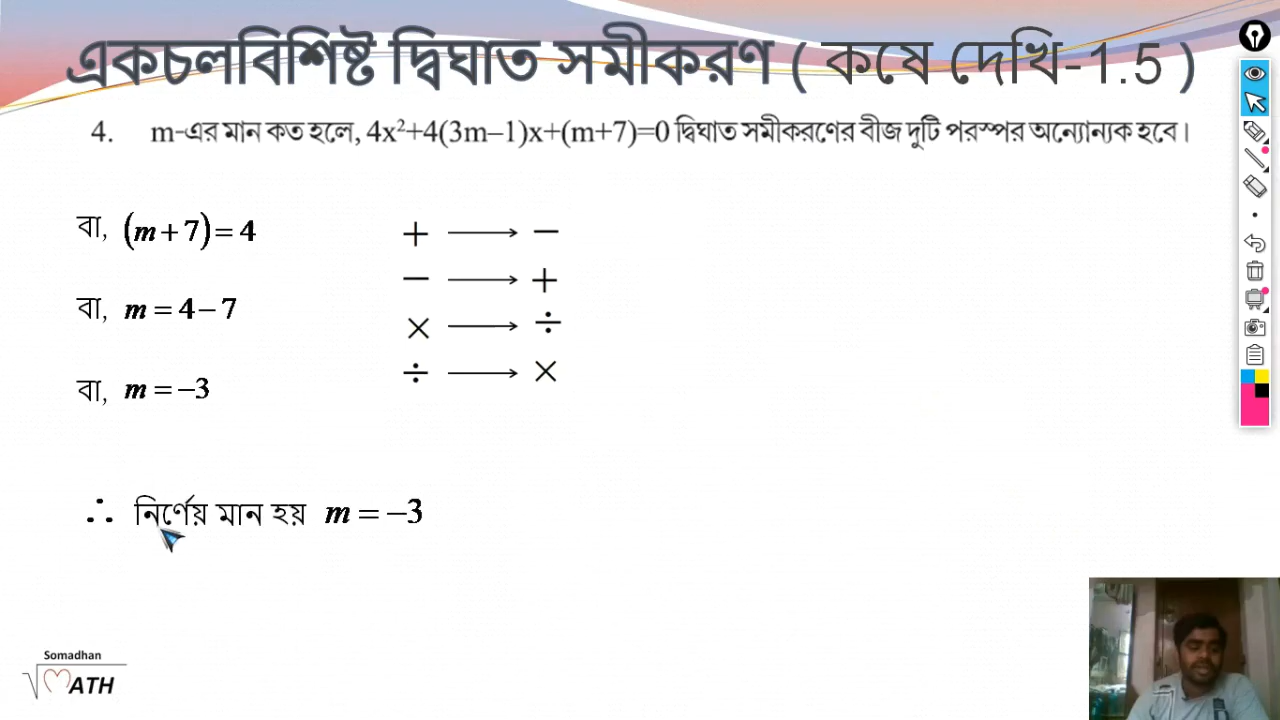 একচলবিশিষ্ট দ্বিঘাত সমীকরণ ( কষে দেখি-1.5 )
4. m-এর মান কত হলে, 4x²+4(3m–1)x+(m+7)=0 দ্বিঘাত সমীকরণের বীজ দুটি পরস্পর অন্যোন্যক হবে।
বা, (m+7)=4
+ ⟶ −
− ⟶ +
বা, m=4−7
× ⟶ ÷
÷ ⟶ ×
বা, m=−3
∴ নির্ণেয় মান হয় m=−3
Somadhan
MATH